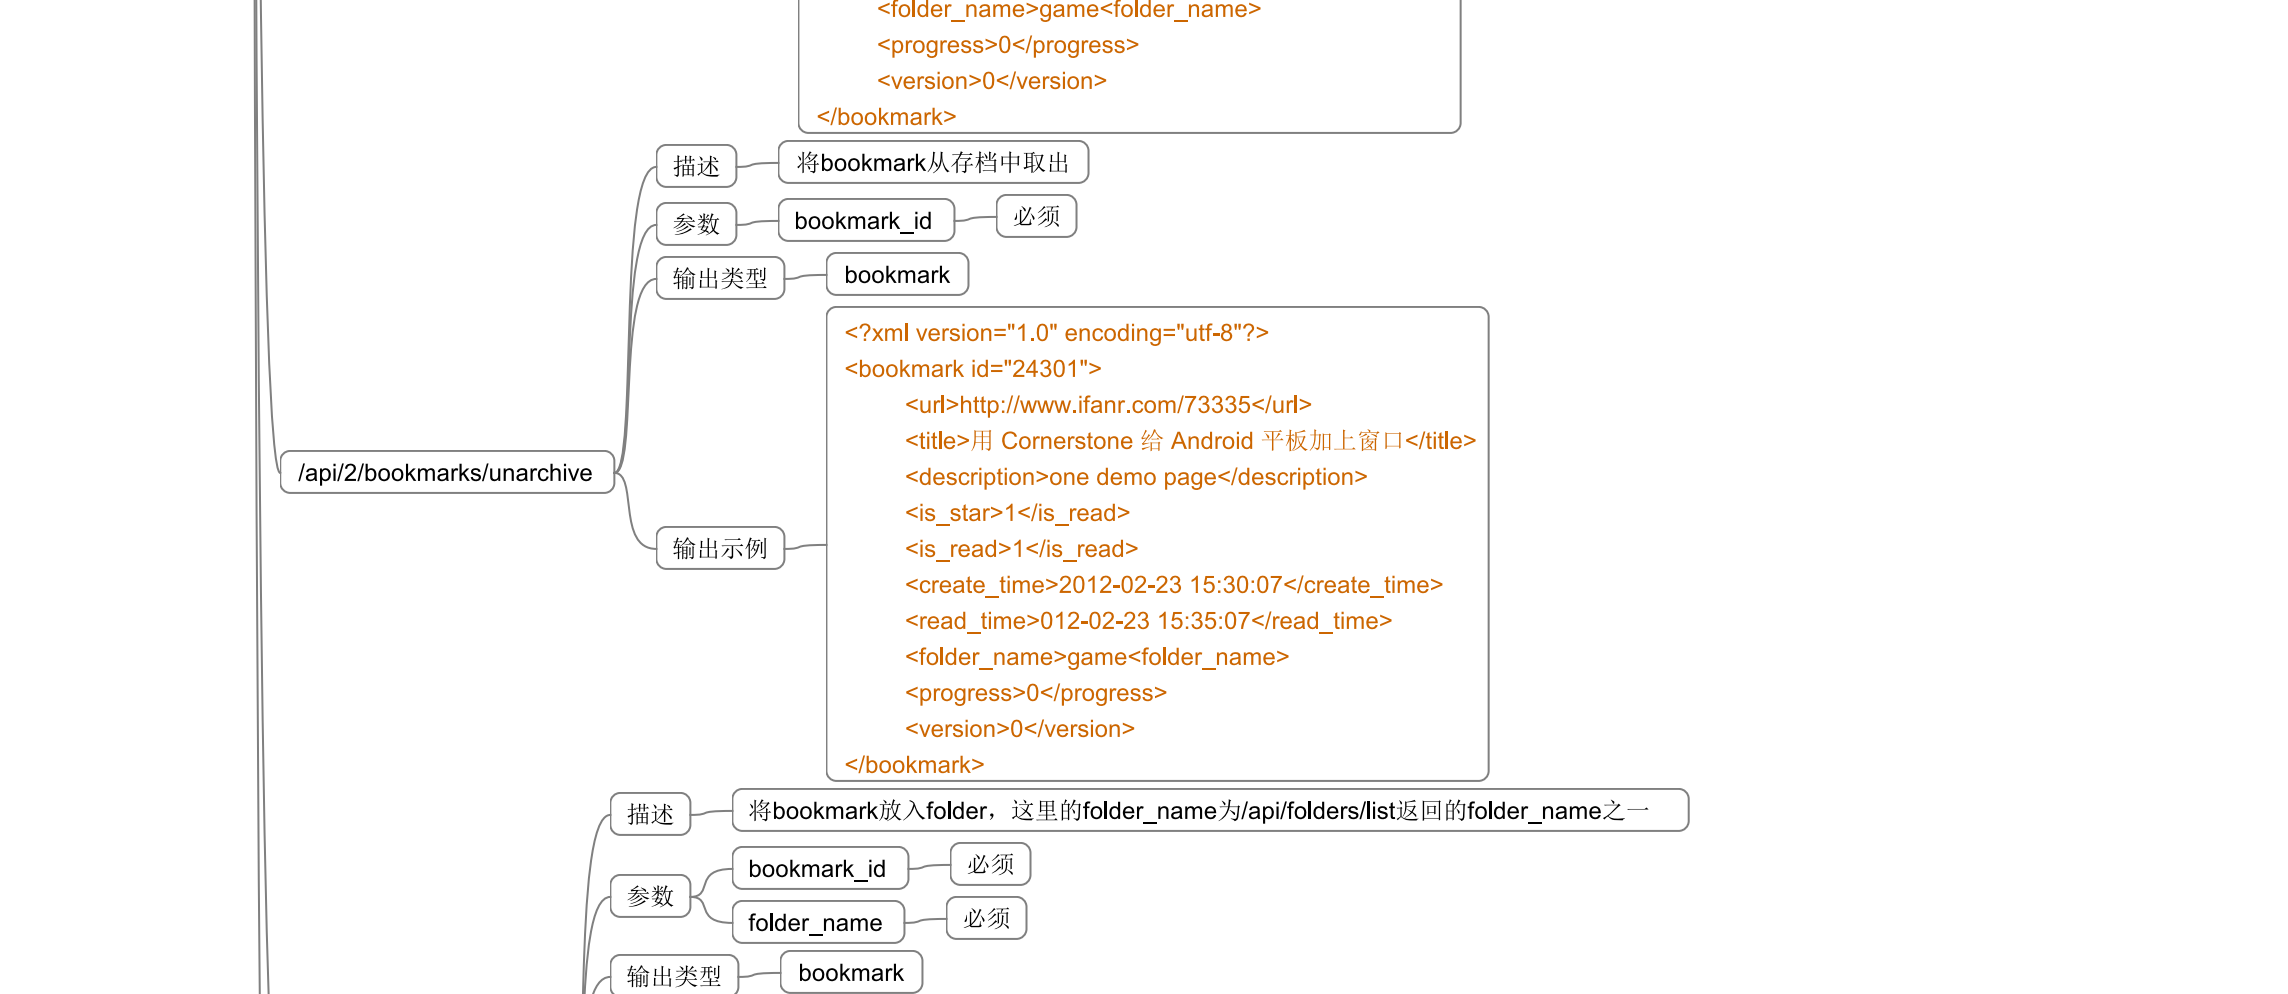 <folder_name>game<folder_name>
<progress>0</progress>
<version>0</version>
</bookmark>
描述
将bookmark从存档中取出
参数
bookmark_id
必须
输出类型
bookmark
/api/2/bookmarks/unarchive
输出示例
<?xml version="1.0" encoding="utf-8"?>
<bookmark id="24301">
<url>http://www.ifanr.com/73335</url>
<title>用 Cornerstone 给 Android 平板加上窗口</title>
<description>one demo page</description>
<is_star>1</is_read>
<is_read>1</is_read>
<create_time>2012-02-23 15:30:07</create_time>
<read_time>012-02-23 15:35:07</read_time>
<folder_name>game<folder_name>
<progress>0</progress>
<version>0</version>
</bookmark>
描述
将bookmark放入folder，这里的folder_name为/api/folders/list返回的folder_name之一
参数
bookmark_id
必须
folder_name
必须
输出类型
bookmark